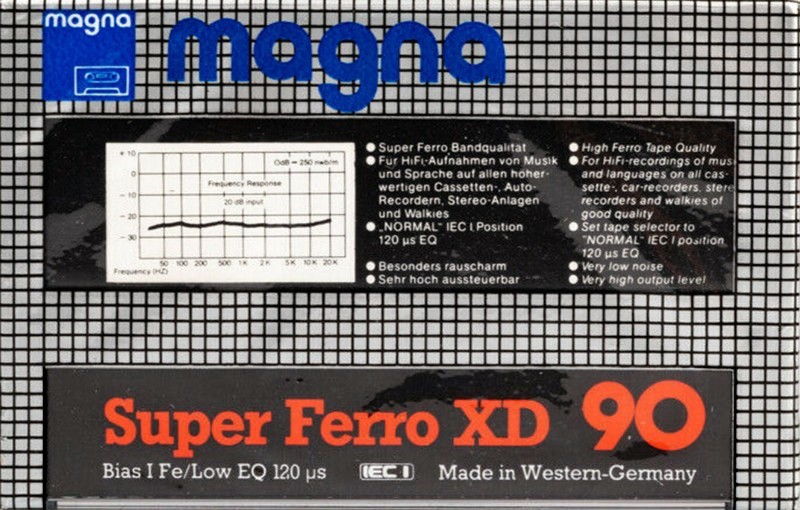 magna
magna
+ 10
0
- 10
- 20
- 30
OdB = 250 nwb/m
Frequency Response
20 dB input
50 100 200 500 1 K 2 K 5 K 10 K 20 K
Frequency (HZ)
● Super Ferro Bandqualität
● Für HiFi-Aufnahmen von Musik
und Sprache auf allen höher-
wertigen Cassetten-, Auto-
Recordern, Stereo-Anlagen
und Walkies
● „NORMAL" IEC I Position
120 µs EQ
● Besonders rauscharm
● Sehr hoch aussteuerbar
● High Ferro Tape Quality
● For HiFi-recordings of mus
and languages on all cas-
sette-, car-recorders, stere
recorders and walkies of
good quality
● Set tape selector to
"NORMAL" IEC I position
120 µs EQ
● Very low noise
● Very high output level
Super Ferro XD 90
Bias I Fe/Low EQ 120 µs IEC I Made in Western-Germany